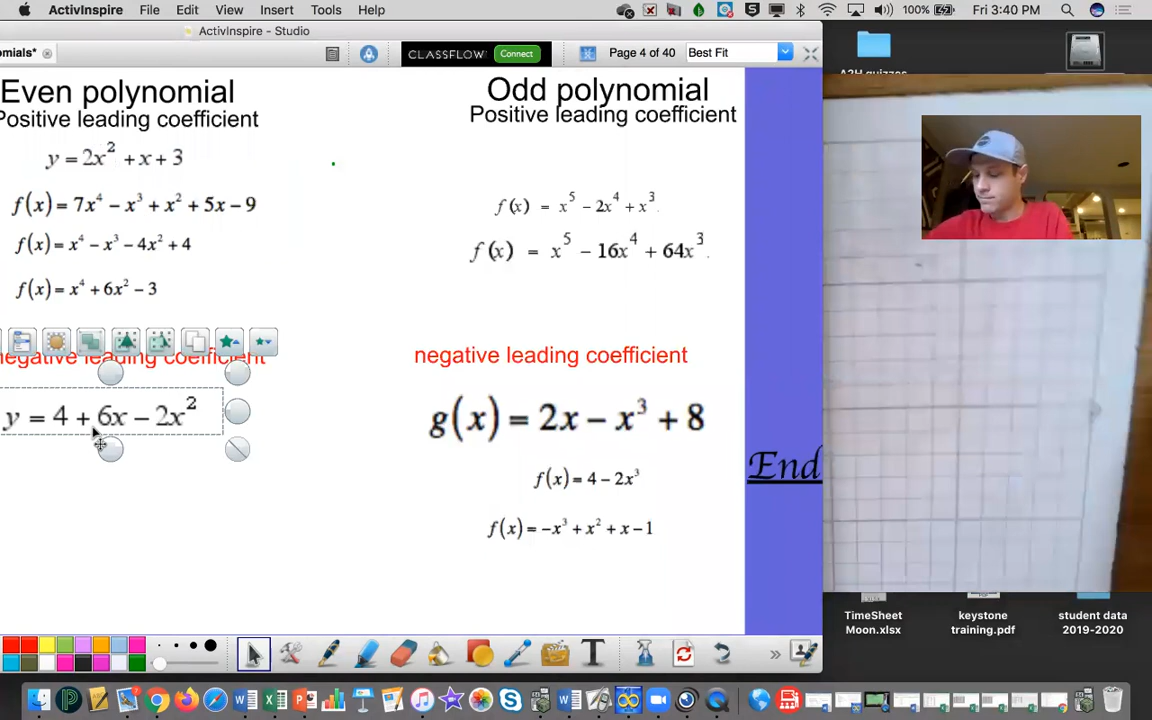 ActivInspire File Edit View Insert Tools Help 100% Fri 3:40 PM
ActivInspire - Studio
omials* CLASSFLOW Connect Page 4 of 40 Best Fit
A2H quizzes
Even polynomial
Positive leading coefficient
y = 2x² + x + 3
f(x) = 7x⁴ − x³ + x² + 5x − 9
f(x) = x⁴ − x³ − 4x² + 4
f(x) = x⁴ + 6x² − 3
negative leading coefficient
y = 4 + 6x − 2x²
Odd polynomial
Positive leading coefficient
f(x) = x⁵ − 2x⁴ + x³.
f(x) = x⁵ − 16x⁴ + 64x³.
negative leading coefficient
g(x) = 2x − x³ + 8
f(x) = 4 − 2x³
f(x) = −x³ + x² + x − 1
End
TimeSheet
Moon.xlsx
keystone
training.pdf
student data
2019-2020